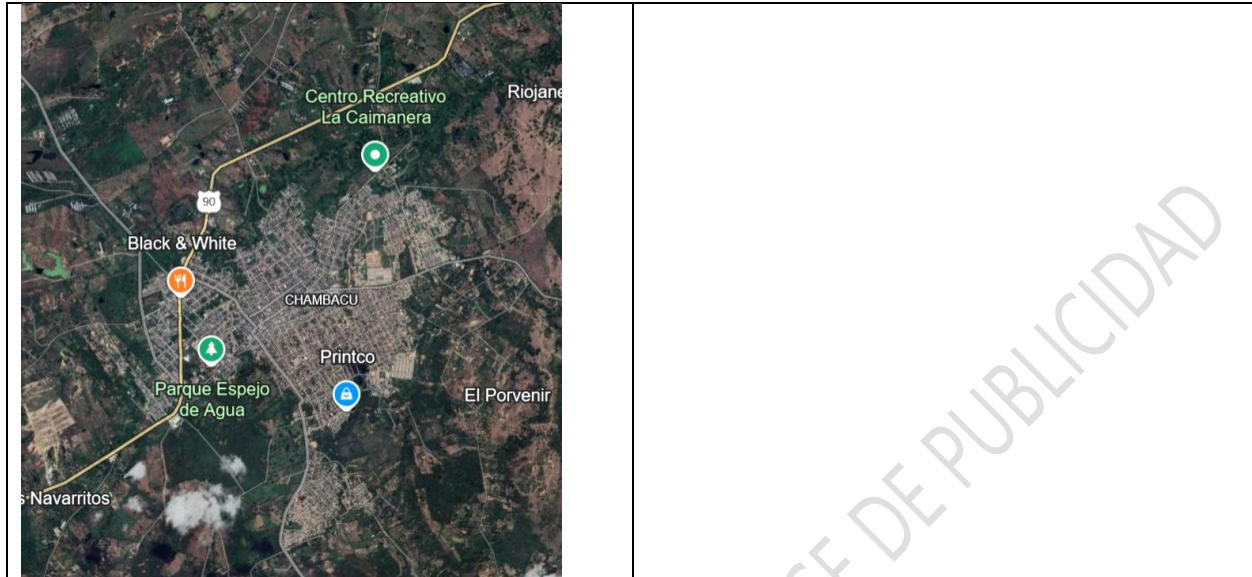 Centro Recreativo
La Caimanera
Riojane
90
Black & White
CHAMBACU
Printco
Parque Espejo
de Agua
El Porvenir
s Navarritos
SE DE PUBLICIDAD